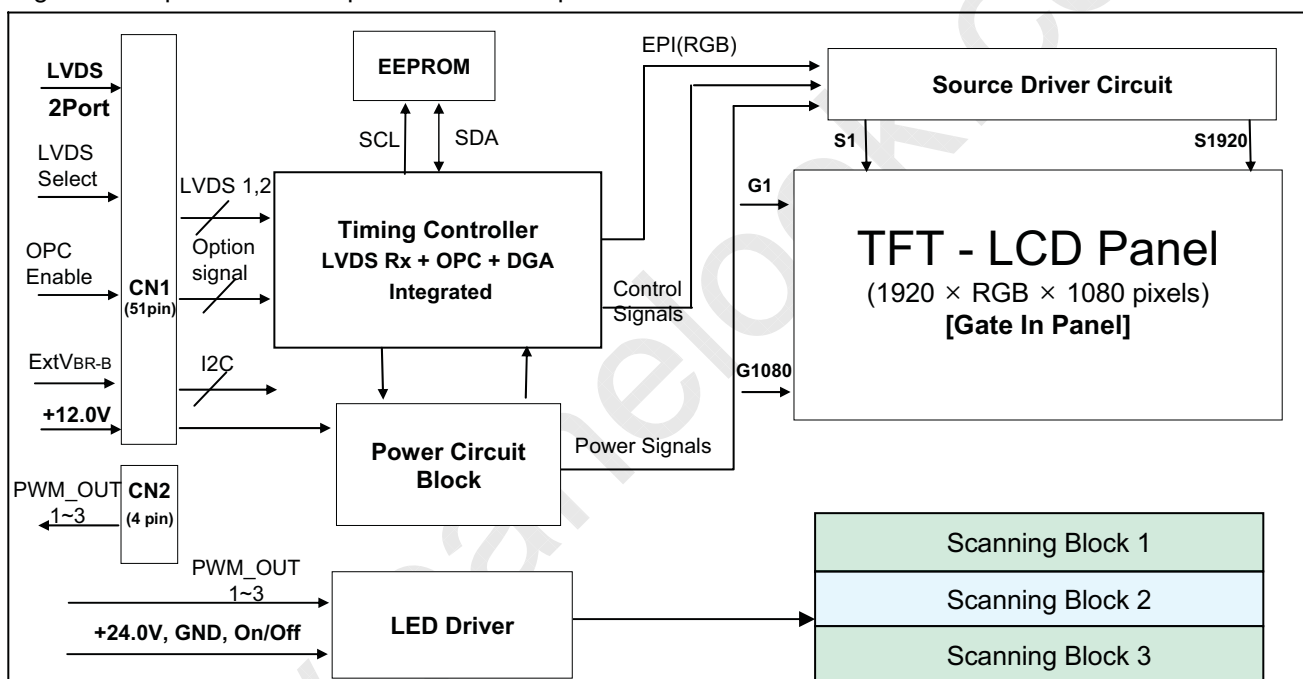 LVDS
2Port
LVDS
Select
OPC
Enable
ExtVBR-B
+12.0V
CN1
(51pin)
LVDS 1,2
Option
signal
I2C
EEPROM
SCL
SDA
Timing Controller
LVDS Rx + OPC + DGA
Integrated
Power Circuit
Block
EPI(RGB)
Control
Signals
Power Signals
Source Driver Circuit
S1
S1920
G1
G1080
TFT - LCD Panel
(1920 × RGB × 1080 pixels)
[Gate In Panel]
PWM_OUT
1~3
CN2
(4 pin)
PWM_OUT
1~3
+24.0V, GND, On/Off
LED Driver
Scanning Block 1
Scanning Block 2
Scanning Block 3